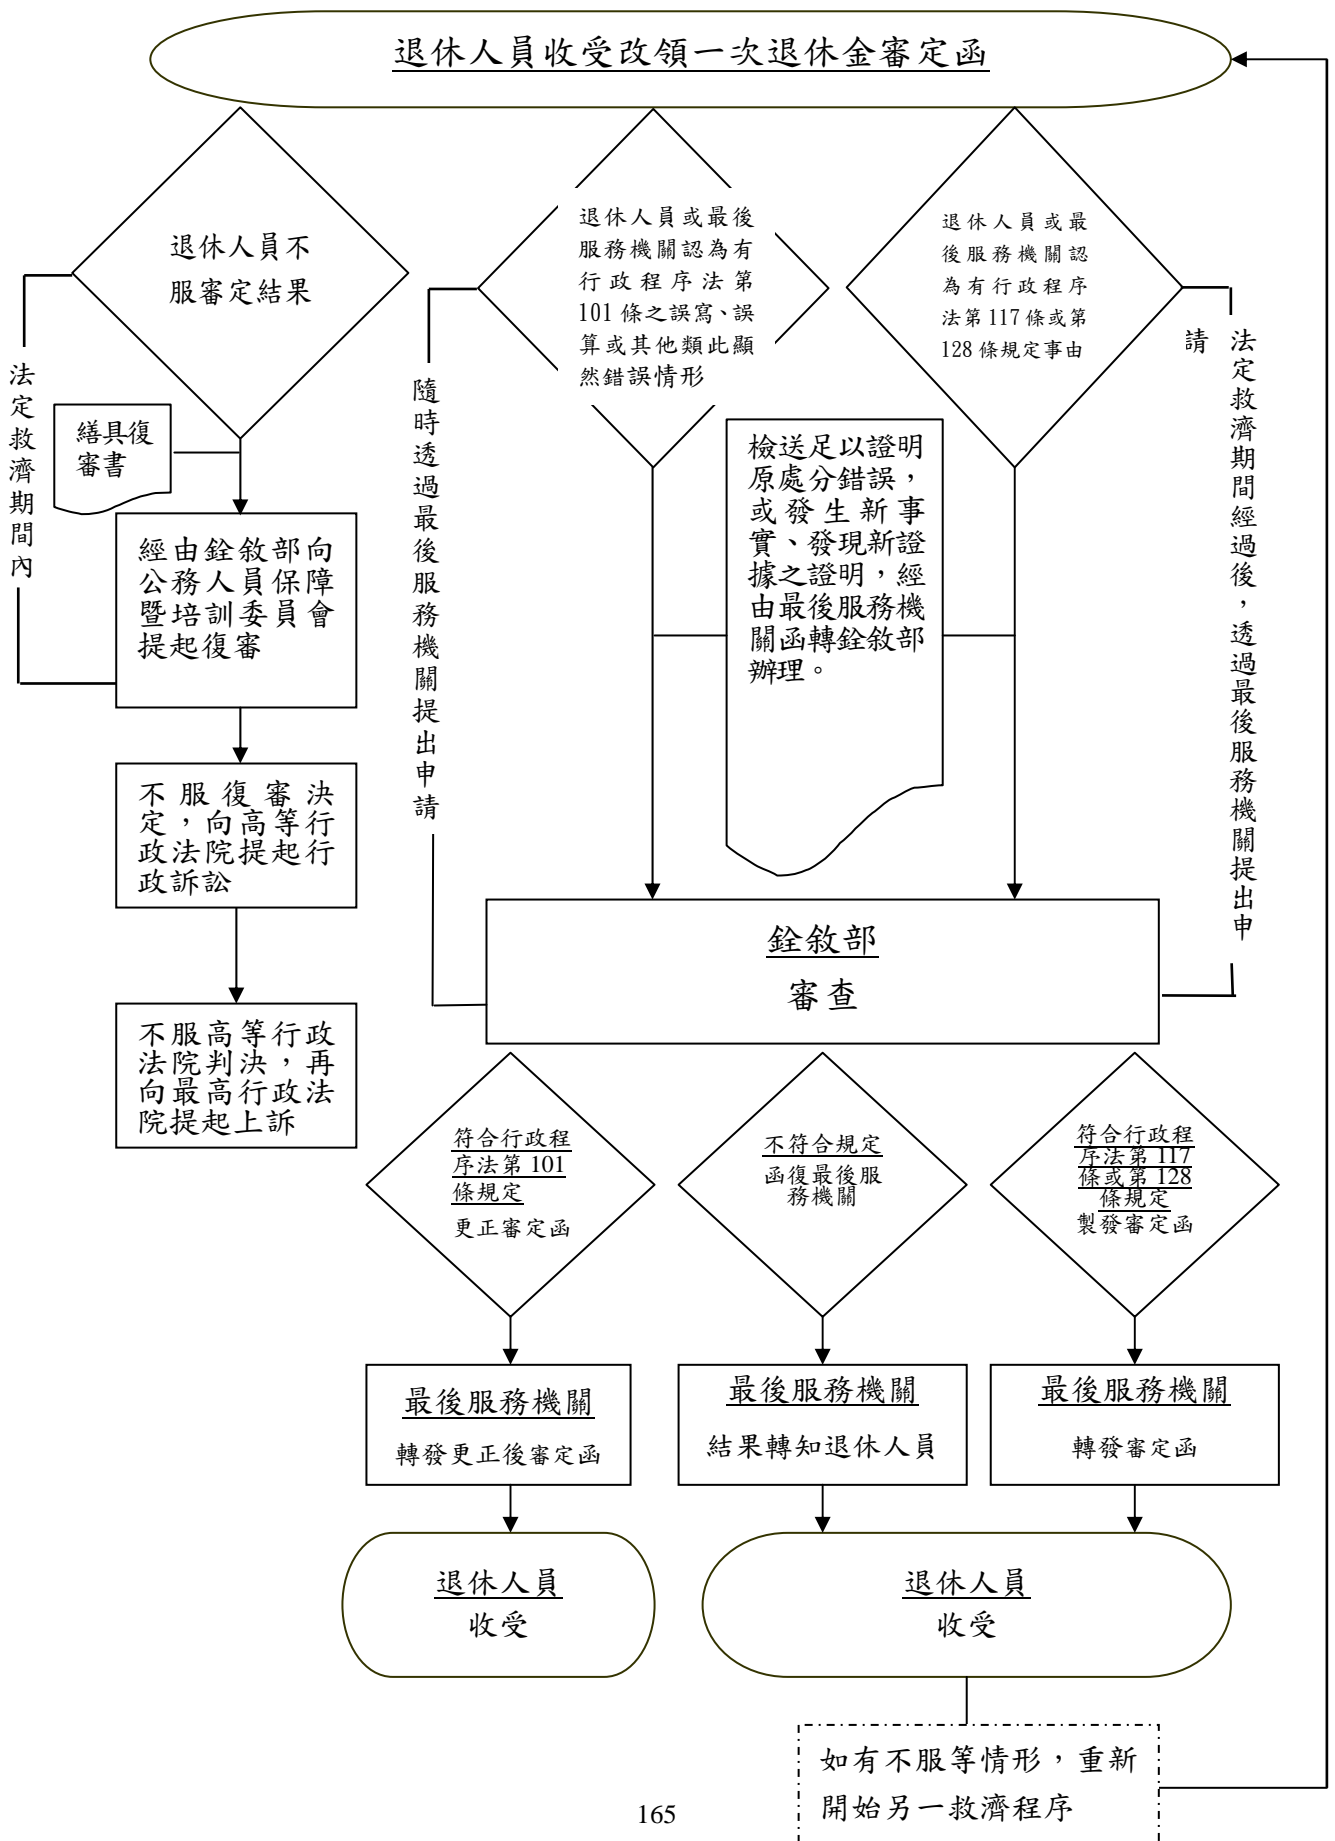 退休人員收受改領一次退休金審定函
退休人員不
服審定結果
法定救濟期間內
繕具復
審書
經由銓敘部向
公務人員保障
暨培訓委員會
提起復審
不服復審決
定，向高等行
政法院提起行
政訴訟
不服高等行政
法院判決，再
向最高行政法
院提起上訴
退休人員或最後
服務機關認為有
行政程序法第
101 條之誤寫、誤
算或其他類此顯
然錯誤情形
隨時透過最後服務機關提出申請
退休人員或最
後服務機關認
為有行政程序
法第 117 條或第
128 條規定事由
法定救濟期間經過後，透過最後服務機關提出申
請
檢送足以證明
原處分錯誤，
或發生新事
實、發現新證
據之證明，經
由最後服務機
關函轉銓敘部
辦理。
銓敘部
審查
符合行政程
序法第 101
條規定
更正審定函
不符合規定
函復最後服
務機關
符合行政程
序法第 117
條或第 128
條規定
製發審定函
最後服務機關
轉發更正後審定函
最後服務機關
結果轉知退休人員
最後服務機關
轉發審定函
退休人員
收受
退休人員
收受
如有不服等情形，重新
開始另一救濟程序
165